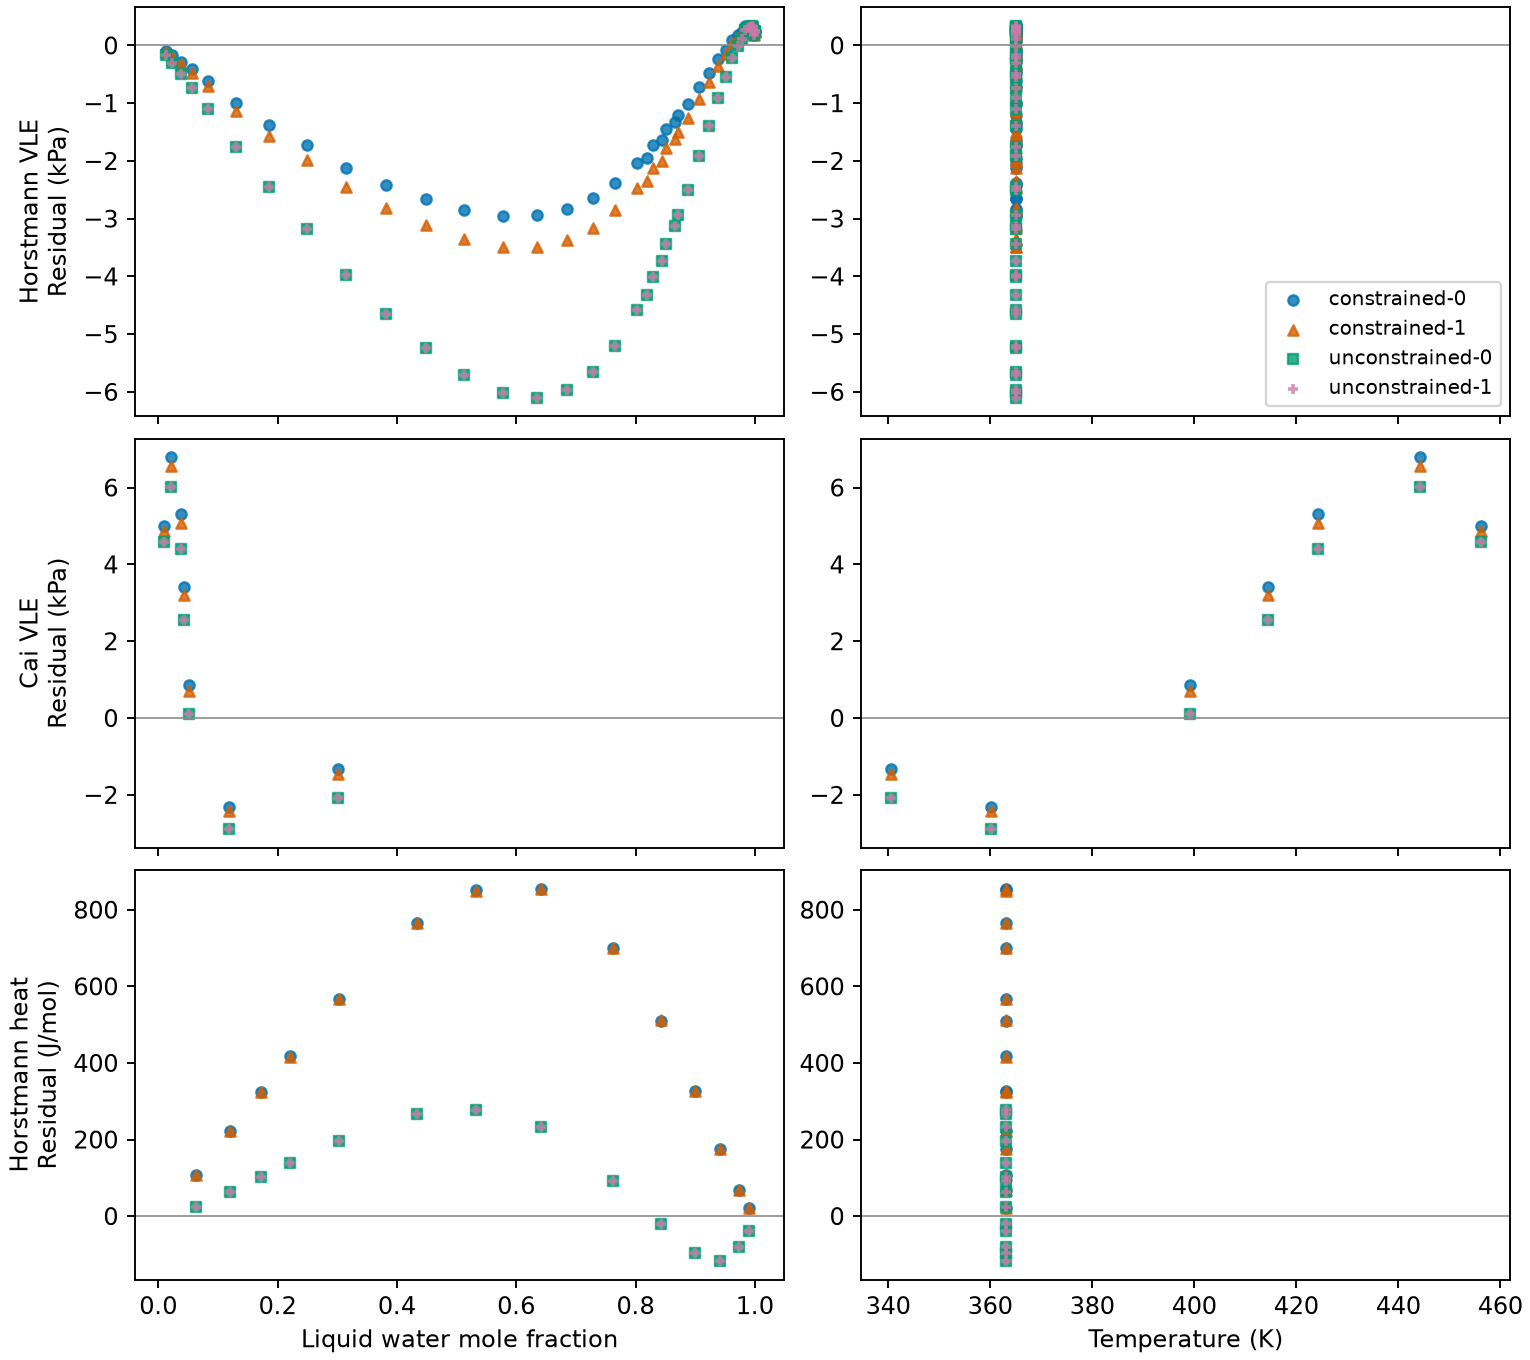 Horstmann VLE
Residual (kPa)
0
−1
−2
−3
−4
−5
−6
0
−1
−2
−3
−4
−5
−6
constrained-0
constrained-1
unconstrained-0
unconstrained-1
Cai VLE
Residual (kPa)
6
4
2
0
−2
6
4
2
0
−2
Horstmann heat
Residual (J/mol)
800
600
400
200
0
800
600
400
200
0
0.0 0.2 0.4 0.6 0.8 1.0
340 360 380 400 420 440 460
Liquid water mole fraction
Temperature (K)